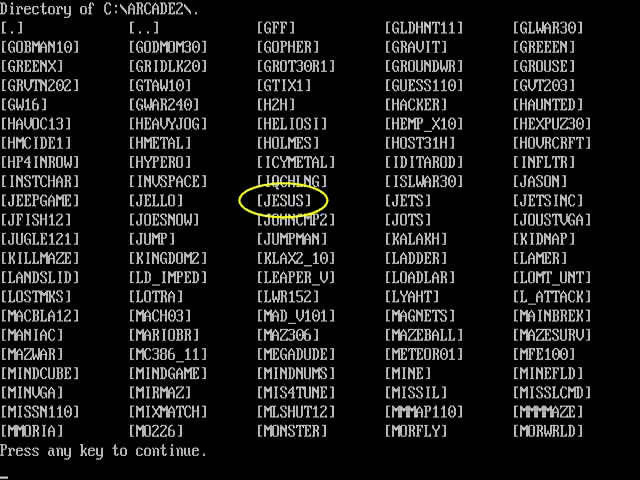 Directory of C:\ARCADE2\.
[.] [..] [GFF] [GLDHNT11] [GLWAR30]
[GOBMAN10] [GODMOM30] [GOPHER] [GRAVIT] [GREEEN]
[GREENX] [GRIDLK20] [GROT30R1] [GROUNDWR] [GROUSE]
[GRVTN202] [GTAW10] [GTIX1] [GUESS110] [GVT203]
[GW16] [GWAR240] [H2H] [HACKER] [HAUNTED]
[HAVOC13] [HEAVYJOG] [HELIOSI] [HEMP_X10] [HEXPUZ30]
[HMCIDE1] [HMETAL] [HOLMES] [HOST31H] [HOVRCRFT]
[HP4INROW] [HYPERO] [ICYMETAL] [IDITAROD] [INFLTR]
[INSTCHAR] [INVSPACE] [IQCHLNG] [ISLWAR30] [JASON]
[JEEPGAME] [JELLO] [JESUS] [JETS] [JETSINC]
[JFISH12] [JOESNOW] [JOHNCMP2] [JOTS] [JOUSTVGA]
[JUGLE121] [JUMP] [JUMPMAN] [KALAKH] [KIDNAP]
[KILLMAZE] [KINGDOM2] [KLAX2_10] [LADDER] [LAMER]
[LANDSLID] [LD_IMPED] [LEAPER_V] [LOADLAR] [LOMT_UNT]
[LOSTMKS] [LOTRA] [LWR152] [LYAHT] [L_ATTACK]
[MACBLA12] [MACH03] [MAD_V101] [MAGNETS] [MAINBREK]
[MANIAC] [MARIOBR] [MAZ306] [MAZEBALL] [MAZESURV]
[MAZWAR] [MC386_11] [MEGADUDE] [METEOR01] [MFE100]
[MINDCUBE] [MINDGAME] [MINDNUMS] [MINE] [MINEFLD]
[MINVGA] [MIRMAZ] [MIS4TUNE] [MISSIL] [MISSLCMD]
[MISSN110] [MIXMATCH] [MLSHUT12] [MMMAP110] [MMMMAZE]
[MMORIA] [MO226] [MONSTER] [MORFLY] [MORWRLD]
Press any key to continue.